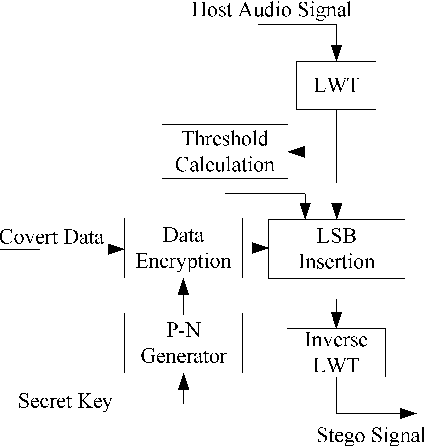 Host Audio Signal
LWT
Threshold
Calculation
Covert Data
Data
Encryption
LSB
Insertion
P-N
Generator
Inverse
LWT
Secret Key
Stego Signal